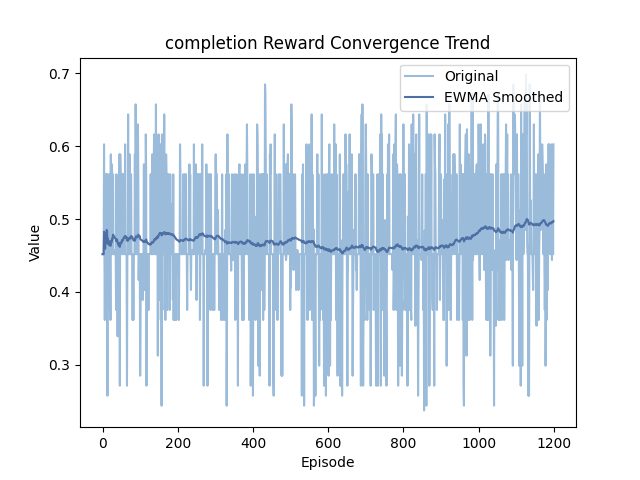 completion Reward Convergence Trend
Original
EWMA Smoothed
0.7
0.6
0.5
0.4
0.3
Value
0 200 400 600 800 1000 1200
Episode